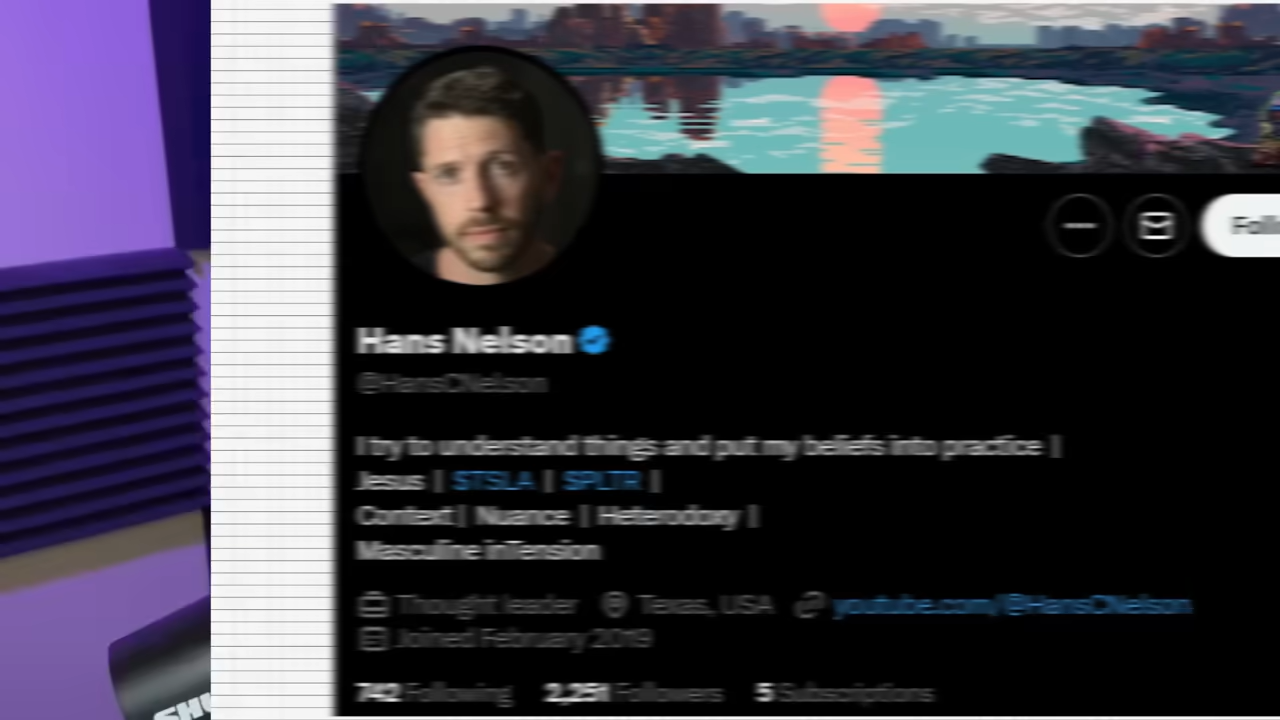 Follo
Hans Nelson
@HansCNelson
I try to understand things and put my beliefs into practice |
Jesus | $TSLA | $PLTR |
Context | Nuance | Heterodoxy |
Masculine inTension
Thought leader Texas, USA youtube.com/@HansCNelson
Joined February 2019
742 Following 2,251 Followers 5 Subscriptions
SHU